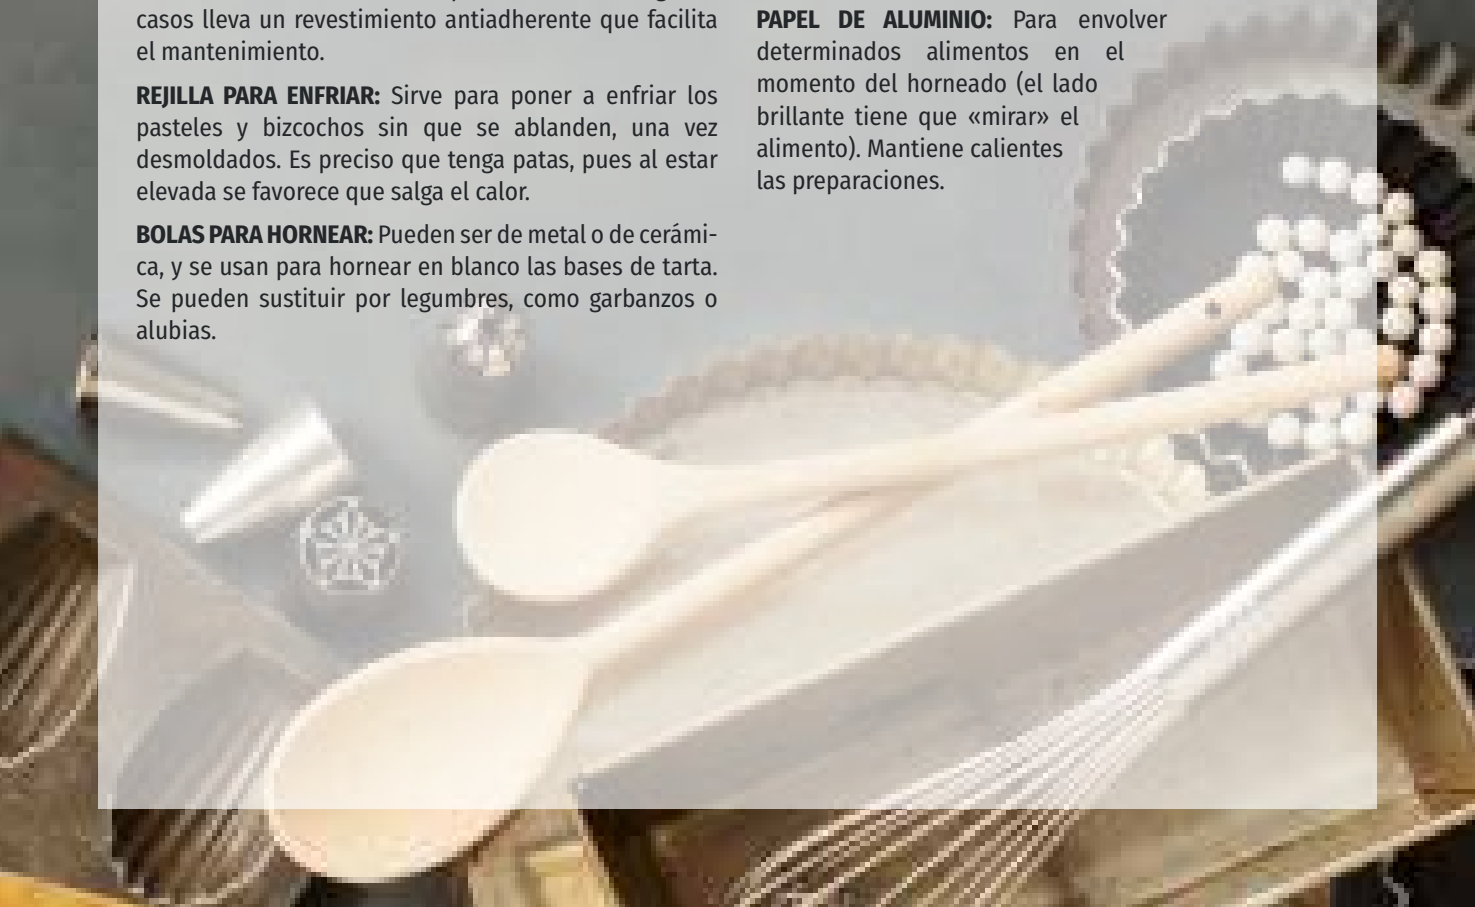 casos lleva un revestimiento antiadherente que facilita
el mantenimiento.
REJILLA PARA ENFRIAR: Sirve para poner a enfriar los
pasteles y bizcochos sin que se ablanden, una vez
desmoldados. Es preciso que tenga patas, pues al estar
elevada se favorece que salga el calor.
BOLAS PARA HORNEAR: Pueden ser de metal o de cerámi-
ca, y se usan para hornear en blanco las bases de tarta.
Se pueden sustituir por legumbres, como garbanzos o
alubias.
PAPEL DE ALUMINIO: Para envolver
determinados alimentos en el
momento del horneado (el lado
brillante tiene que «mirar» el
alimento). Mantiene calientes
las preparaciones.